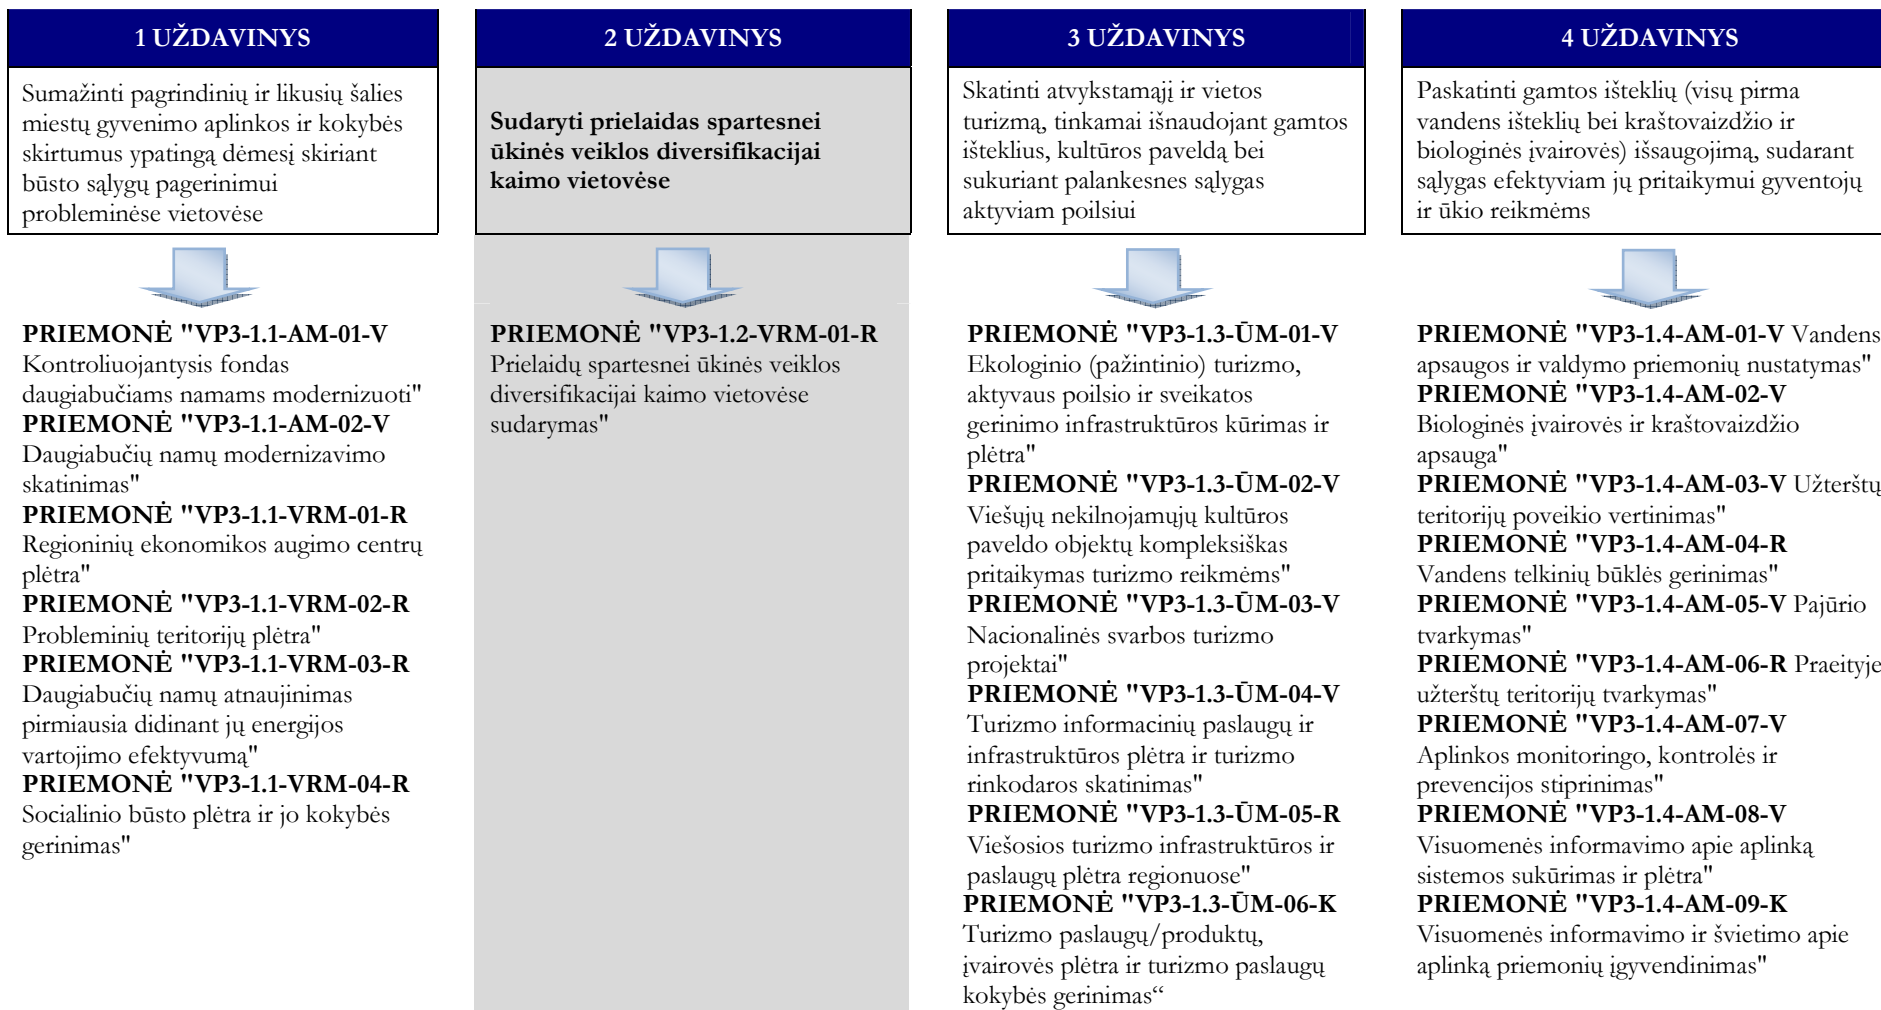 1 UŽDAVINYS
Sumažinti pagrindinių ir likusių šalies
miestų gyvenimo aplinkos ir kokybės
skirtumus ypatingą dėmesį skiriant
būsto sąlygų pagerinimui
probleminėse vietovėse
PRIEMONĖ "VP3-1.1-AM-01-V
Kontroliuojantysis fondas
daugiabučiams namams modernizuoti"
PRIEMONĖ "VP3-1.1-AM-02-V
Daugiabučių namų modernizavimo
skatinimas"
PRIEMONĖ "VP3-1.1-VRM-01-R
Regioninių ekonomikos augimo centrų
plėtra"
PRIEMONĖ "VP3-1.1-VRM-02-R
Probleminių teritorijų plėtra"
PRIEMONĖ "VP3-1.1-VRM-03-R
Daugiabučių namų atnaujinimas
pirmiausia didinant jų energijos
vartojimo efektyvumą"
PRIEMONĖ "VP3-1.1-VRM-04-R
Socialinio būsto plėtra ir jo kokybės
gerinimas"
2 UŽDAVINYS
Sudaryti prielaidas spartesnei
ūkinės veiklos diversifikacijai
kaimo vietovėse
PRIEMONĖ "VP3-1.2-VRM-01-R
Prielaidų spartesnei ūkinės veiklos
diversifikacijai kaimo vietovėse
sudarymas"
3 UŽDAVINYS
Skatinti atvykstamąjį ir vietos
turizmą, tinkamai išnaudojant gamtos
išteklius, kultūros paveldą bei
sukuriant palankesnes sąlygas
aktyviam poilsiui
PRIEMONĖ "VP3-1.3-ŪM-01-V
Ekologinio (pažintinio) turizmo,
aktyvaus poilsio ir sveikatos
gerinimo infrastruktūros kūrimas ir
plėtra"
PRIEMONĖ "VP3-1.3-ŪM-02-V
Viešųjų nekilnojamųjų kultūros
paveldo objektų kompleksiškas
pritaikymas turizmo reikmėms"
PRIEMONĖ "VP3-1.3-ŪM-03-V
Nacionalinės svarbos turizmo
projektai"
PRIEMONĖ "VP3-1.3-ŪM-04-V
Turizmo informacinių paslaugų ir
infrastruktūros plėtra ir turizmo
rinkodaros skatinimas"
PRIEMONĖ "VP3-1.3-ŪM-05-R
Viešosios turizmo infrastruktūros ir
paslaugų plėtra regionuose"
PRIEMONĖ "VP3-1.3-ŪM-06-K
Turizmo paslaugų/produktų,
įvairovės plėtra ir turizmo paslaugų
kokybės gerinimas“
4 UŽDAVINYS
Paskatinti gamtos išteklių (visų pirma
vandens išteklių bei kraštovaizdžio ir
biologinės įvairovės) išsaugojimą, sudarant
sąlygas efektyviam jų pritaikymui gyventojų
ir ūkio reikmėms
PRIEMONĖ "VP3-1.4-AM-01-V Vandens
apsaugos ir valdymo priemonių nustatymas"
PRIEMONĖ "VP3-1.4-AM-02-V
Biologinės įvairovės ir kraštovaizdžio
apsauga"
PRIEMONĖ "VP3-1.4-AM-03-V Užterštų
teritorijų poveikio vertinimas"
PRIEMONĖ "VP3-1.4-AM-04-R
Vandens telkinių būklės gerinimas"
PRIEMONĖ "VP3-1.4-AM-05-V Pajūrio
tvarkymas"
PRIEMONĖ "VP3-1.4-AM-06-R Praeityje
užterštų teritorijų tvarkymas"
PRIEMONĖ "VP3-1.4-AM-07-V
Aplinkos monitoringo, kontrolės ir
prevencijos stiprinimas"
PRIEMONĖ "VP3-1.4-AM-08-V
Visuomenės informavimo apie aplinką
sistemos sukūrimas ir plėtra"
PRIEMONĖ "VP3-1.4-AM-09-K
Visuomenės informavimo ir švietimo apie
aplinką priemonių įgyvendinimas"